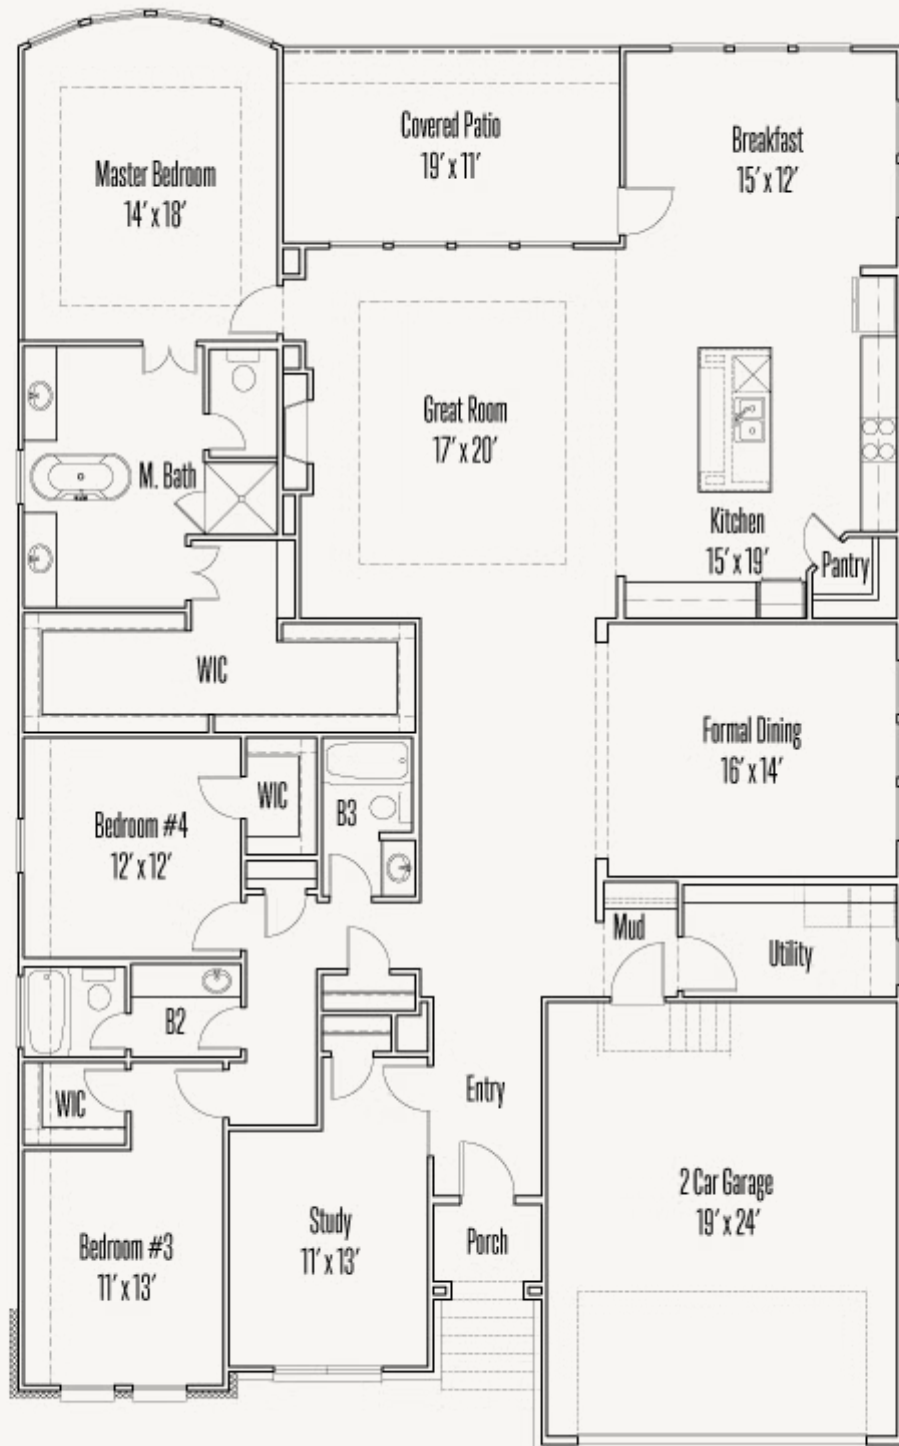 Covered Patio
19' x 11'
Breakfast
15' x 12'
Master Bedroom
14' x 18'
Great Room
17' x 20'
M. Bath
Kitchen
15' x 19'
Pantry
WIC
Formal Dining
16' x 14'
WIC
B3
Bedroom #4
12' x 12'
Mud
Utility
B2
WIC
Entry
2 Car Garage
19' x 24'
Study
11' x 13'
Porch
Bedroom #3
11' x 13'